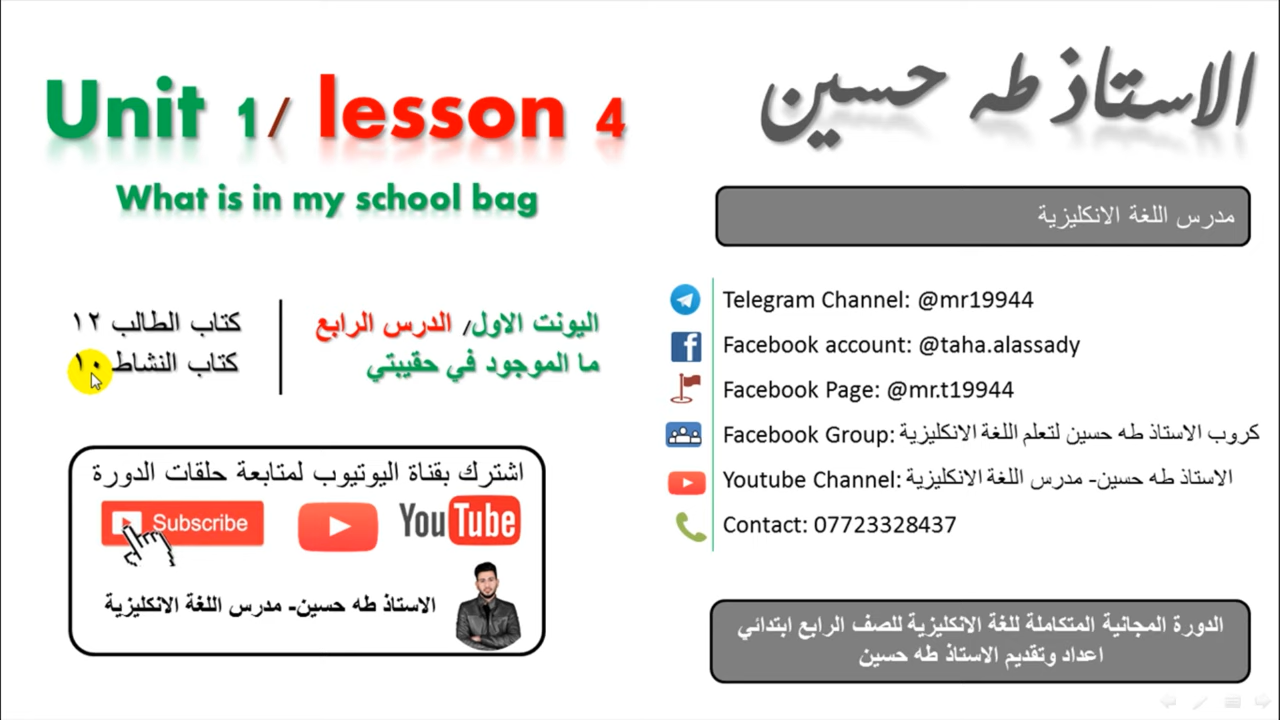 Unit 1/ lesson 4
What is in my school bag
اليونت الاول/ الدرس الرابع
ما الموجود في حقيبتي
كتاب الطالب ١٢
كتاب النشاط ١٠
اشترك بقناة اليوتيوب لمتابعة حلقات الدورة
Subscribe
YouTube
الاستاذ طه حسين- مدرس اللغة الانكليزية
الاستاذ طه حسين
مدرس اللغة الانكليزية
Telegram Channel: @mr19944
Facebook account: @taha.alassady
Facebook Page: @mr.t19944
Facebook Group: كروب الاستاذ طه حسين لتعلم اللغة الانكليزية
Youtube Channel: الاستاذ طه حسين- مدرس اللغة الانكليزية
Contact: 07723328437
الدورة المجانية المتكاملة للغة الانكليزية للصف الرابع ابتدائي
اعداد وتقديم الاستاذ طه حسين